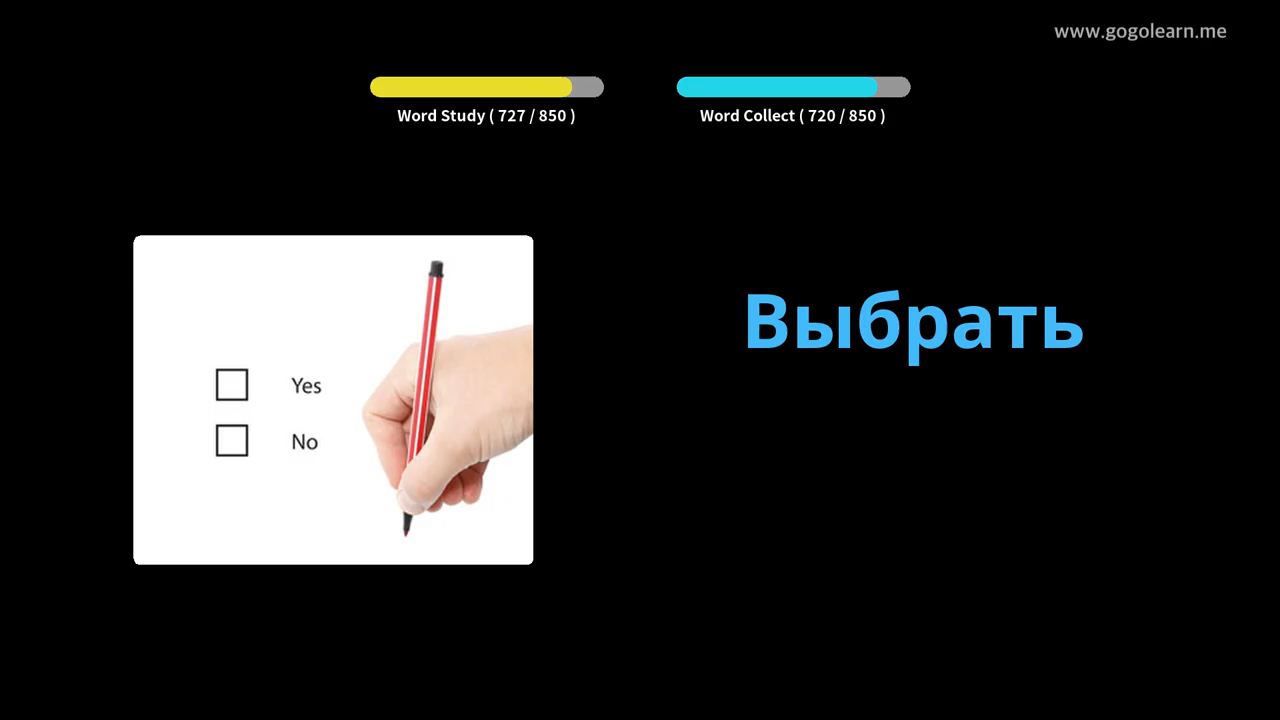 www.gogolearn.me
Word Study ( 727 / 850 )
Word Collect ( 720 / 850 )
Выбрать
Yes
No